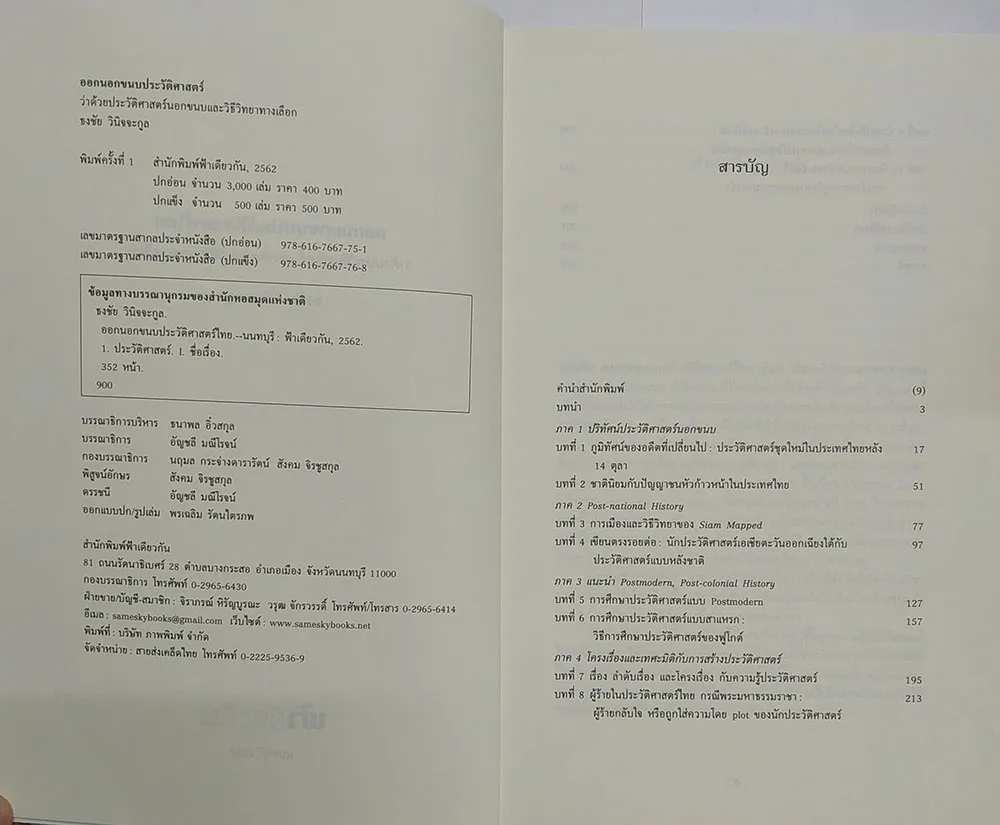 ออกนอกขนบประวัติศาสตร์
ว่าด้วยประวัติศาสตร์นอกขนบและวิธีวิทยาทางเลือก
ธงชัย วินิจจะกูล
พิมพ์ครั้งที่ 1 สำนักพิมพ์ฟ้าเดียวกัน, 2562
ปกอ่อน จำนวน 3,000 เล่ม ราคา 400 บาท
ปกแข็ง จำนวน 500 เล่ม ราคา 500 บาท
เลขมาตรฐานสากลประจำหนังสือ (ปกอ่อน) 978-616-7667-75-1
เลขมาตรฐานสากลประจำหนังสือ (ปกแข็ง) 978-616-7667-76-8
ข้อมูลทางบรรณานุกรมของสำนักหอสมุดแห่งชาติ
ธงชัย วินิจจะกูล.
ออกนอกขนบประวัติศาสตร์ไทย.--นนทบุรี : ฟ้าเดียวกัน, 2562.
1. ประวัติศาสตร์. I. ชื่อเรื่อง.
352 หน้า.
900
บรรณาธิการบริหาร ธนาพล อิ๋วสกุล
บรรณาธิการ อัญชลี มณีโรจน์
กองบรรณาธิการ นฤมล กระจ่างดารารัตน์ สังคม จิรชูสกุล
พิสูจน์อักษร สังคม จิรชูสกุล
ดรรชนี อัญชลี มณีโรจน์
ออกแบบปก/รูปเล่ม พรเฉลิม รัตนไตรภพ
สำนักพิมพ์ฟ้าเดียวกัน
81 ถนนรัตนาธิเบศร์ 28 ตำบลบางกระสอ อำเภอเมือง จังหวัดนนทบุรี 11000
กองบรรณาธิการ โทรศัพท์ 0-2965-6430
ฝ่ายขาย/บัญชี-สมาชิก : จิราภรณ์ หิรัญบูรณะ วรุฒ จักรวรรดิ์ โทรศัพท์/โทรสาร 0-2965-6414
อีเมล : sameskybooks@gmail.com เว็บไซต์ : www.sameskybooks.net
พิมพ์ที่ : บริษัท ภาพพิมพ์ จำกัด
จัดจำหน่าย : สายส่งเคล็ดไทย โทรศัพท์ 0-2225-9536-9
สารบัญ
คำนำสำนักพิมพ์ (9)
บทนำ 3
ภาค 1 ปริทัศน์ประวัติศาสตร์นอกขนบ
บทที่ 1 ภูมิทัศน์ของอดีตที่เปลี่ยนไป : ประวัติศาสตร์ชุดใหม่ในประเทศไทยหลัง 17
14 ตุลา
บทที่ 2 ชาตินิยมกับปัญญาชนหัวก้าวหน้าในประเทศไทย 51
ภาค 2 Post-national History
บทที่ 3 การเมืองและวิธีวิทยาของ Siam Mapped 77
บทที่ 4 เขียนตรงรอยต่อ : นักประวัติศาสตร์เอเชียตะวันออกเฉียงใต้กับ 97
ประวัติศาสตร์แบบหลังชาติ
ภาค 3 แนะนำ Postmodern, Post-colonial History
บทที่ 5 การศึกษาประวัติศาสตร์แบบ Postmodern 127
บทที่ 6 การศึกษาประวัติศาสตร์แบบสาแหรก : 157
วิธีการศึกษาประวัติศาสตร์ของฟูโกต์
ภาค 4 โครงเรื่องและเทศะมิติกับการสร้างประวัติศาสตร์
บทที่ 7 เรื่อง ลำดับเรื่อง และโครงเรื่อง กับความรู้ประวัติศาสตร์ 195
บทที่ 8 ผู้ร้ายในประวัติศาสตร์ไทย กรณีพระมหาธรรมราชา : 213
ผู้ร้ายกลับใจ หรือถูกใส่ความโดย plot ของนักประวัติศาสตร์